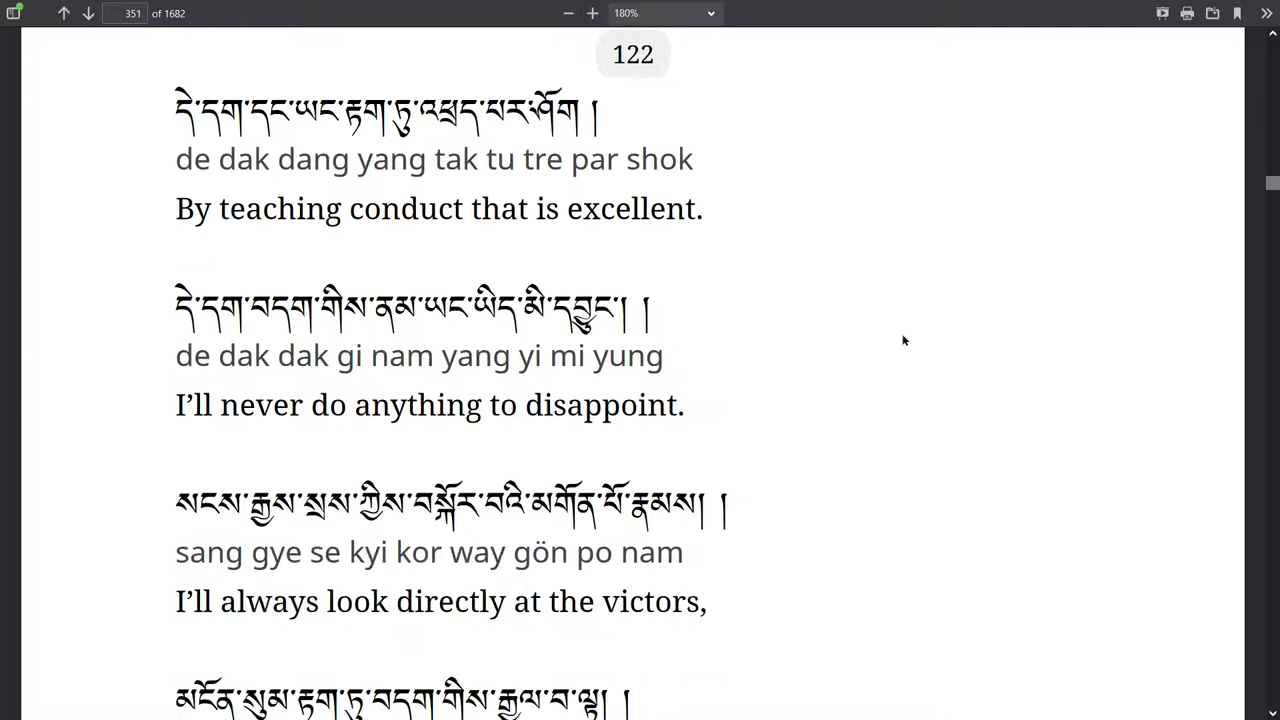 351 of 1682
180%
122
དེ་དག་དང་ཡང་རྟག་ཏུ་འཕྲད་པར་ཤོག །
de dak dang yang tak tu tre par shok
By teaching conduct that is excellent.
དེ་དག་བདག་གིས་ནམ་ཡང་ཡིད་མི་དབྱུང་། །
de dak dak gi nam yang yi mi yung
I’ll never do anything to disappoint.
སངས་རྒྱས་སྲས་ཀྱིས་བསྐོར་བའི་མགོན་པོ་རྣམས། །
sang gye se kyi kor way gön po nam
I’ll always look directly at the victors,
མངོན་སུམ་རྟག་ཏུ་བདག་གིས་རྒྱལ་བ་ལྟ། །